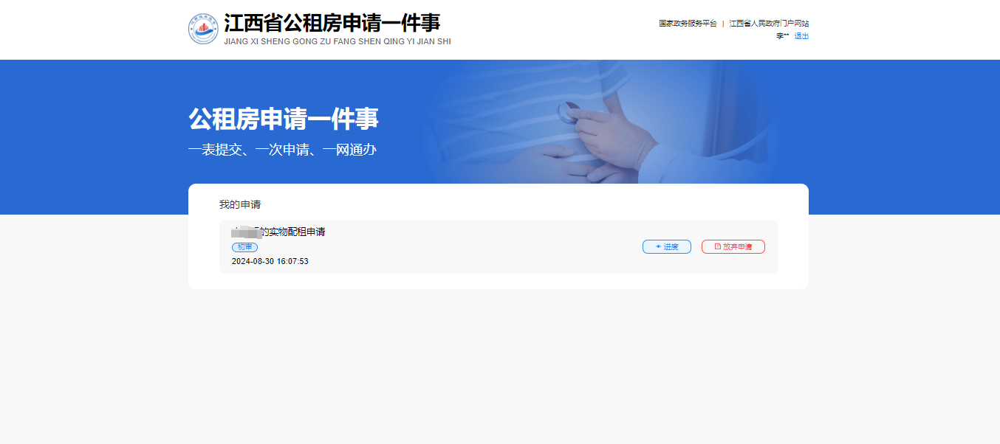 江西省公租房申请一件事
JIANG XI SHENG GONG ZU FANG SHEN QING YI JIAN SHI
国家政务服务平台 | 江西省人民政府门户网站
李** 退出
公租房申请一件事
一表提交、一次申请、一网通办
我的申请
的实物配租申请
初审
2024-08-30 16:07:53
进度
放弃申请